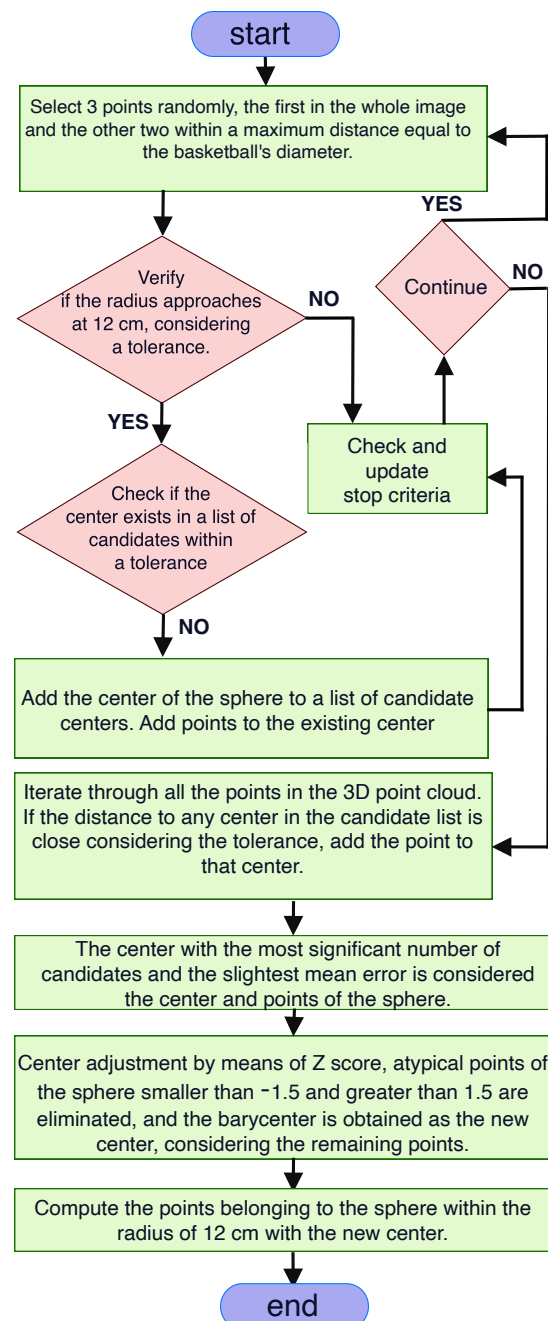 start
Select 3 points randomly, the first in the whole image
and the other two within a maximum distance equal to
the basketball's diameter.
YES
Verify
if the radius approaches
at 12 cm, considering
a tolerance.
NO
Continue
NO
YES
Check and
update
stop criteria
Check if the
center exists in a list of
candidates within
a tolerance
NO
Add the center of the sphere to a list of candidate
centers. Add points to the existing center
Iterate through all the points in the 3D point cloud.
If the distance to any center in the candidate list is
close considering the tolerance, add the point to
that center.
The center with the most significant number of
candidates and the slightest mean error is considered
the center and points of the sphere.
Center adjustment by means of Z score, atypical points of
the sphere smaller than -1.5 and greater than 1.5 are
eliminated, and the barycenter is obtained as the new
center, considering the remaining points.
Compute the points belonging to the sphere within the
radius of 12 cm with the new center.
end